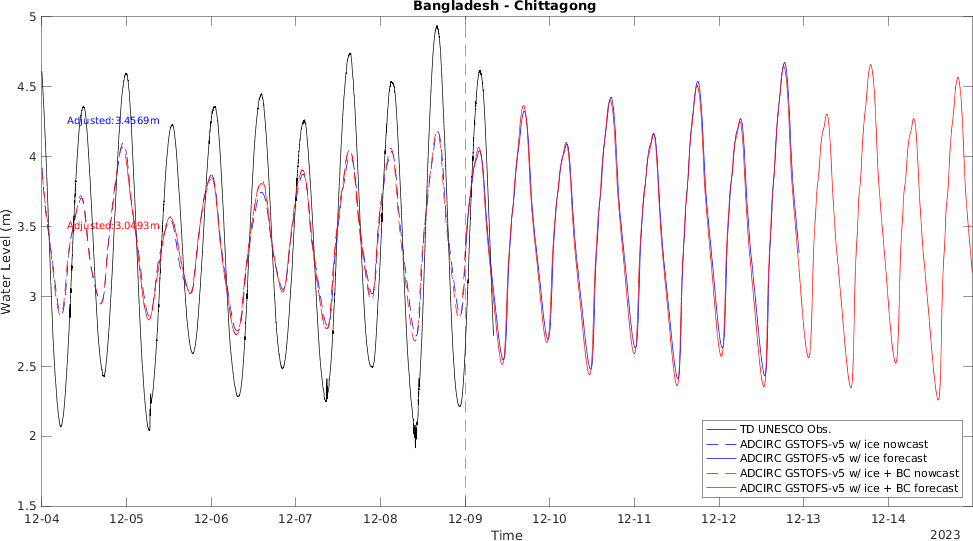 Bangladesh - Chittagong
5
4.5
4
3.5
3
2.5
2
1.5
Water Level (m)
Adjusted:3.4569m
Adjusted:3.0493m
TD UNESCO Obs.
ADCIRC GSTOFS-v5 w/ ice nowcast
ADCIRC GSTOFS-v5 w/ ice forecast
ADCIRC GSTOFS-v5 w/ ice + BC nowcast
ADCIRC GSTOFS-v5 w/ ice + BC forecast
12-04 12-05 12-06 12-07 12-08 12-09 12-10 12-11 12-12 12-13 12-14
Time
2023